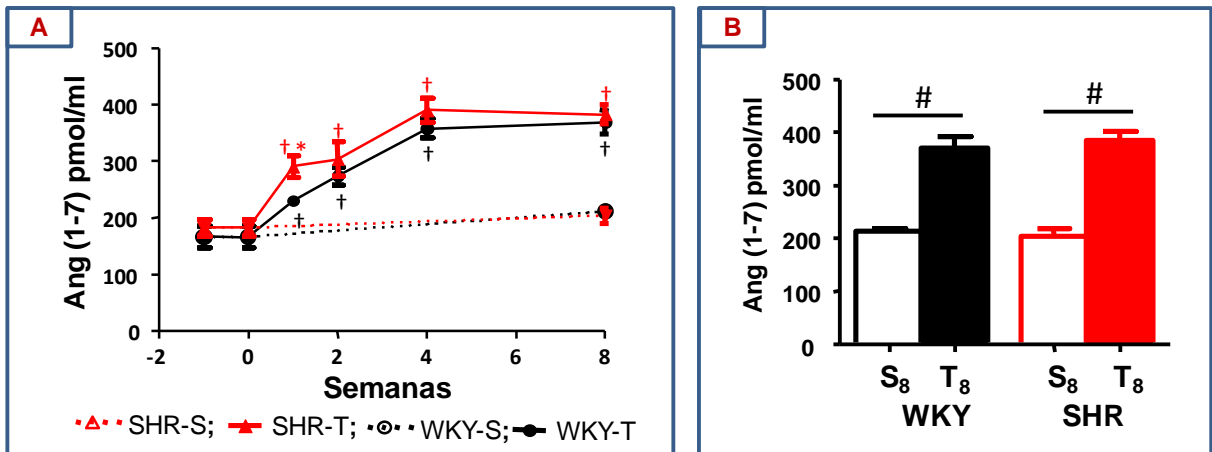 A
Ang (1-7) pmol/ml
500
400
300
200
100
0
† *
†
†
†
†
†
†
†
-2 0 2 4 6 8
Semanas
SHR-S; SHR-T; WKY-S; WKY-T
B
Ang (1-7) pmol/ml
500
400
300
200
100
0
# #
S₈ T₈ S₈ T₈
WKY SHR